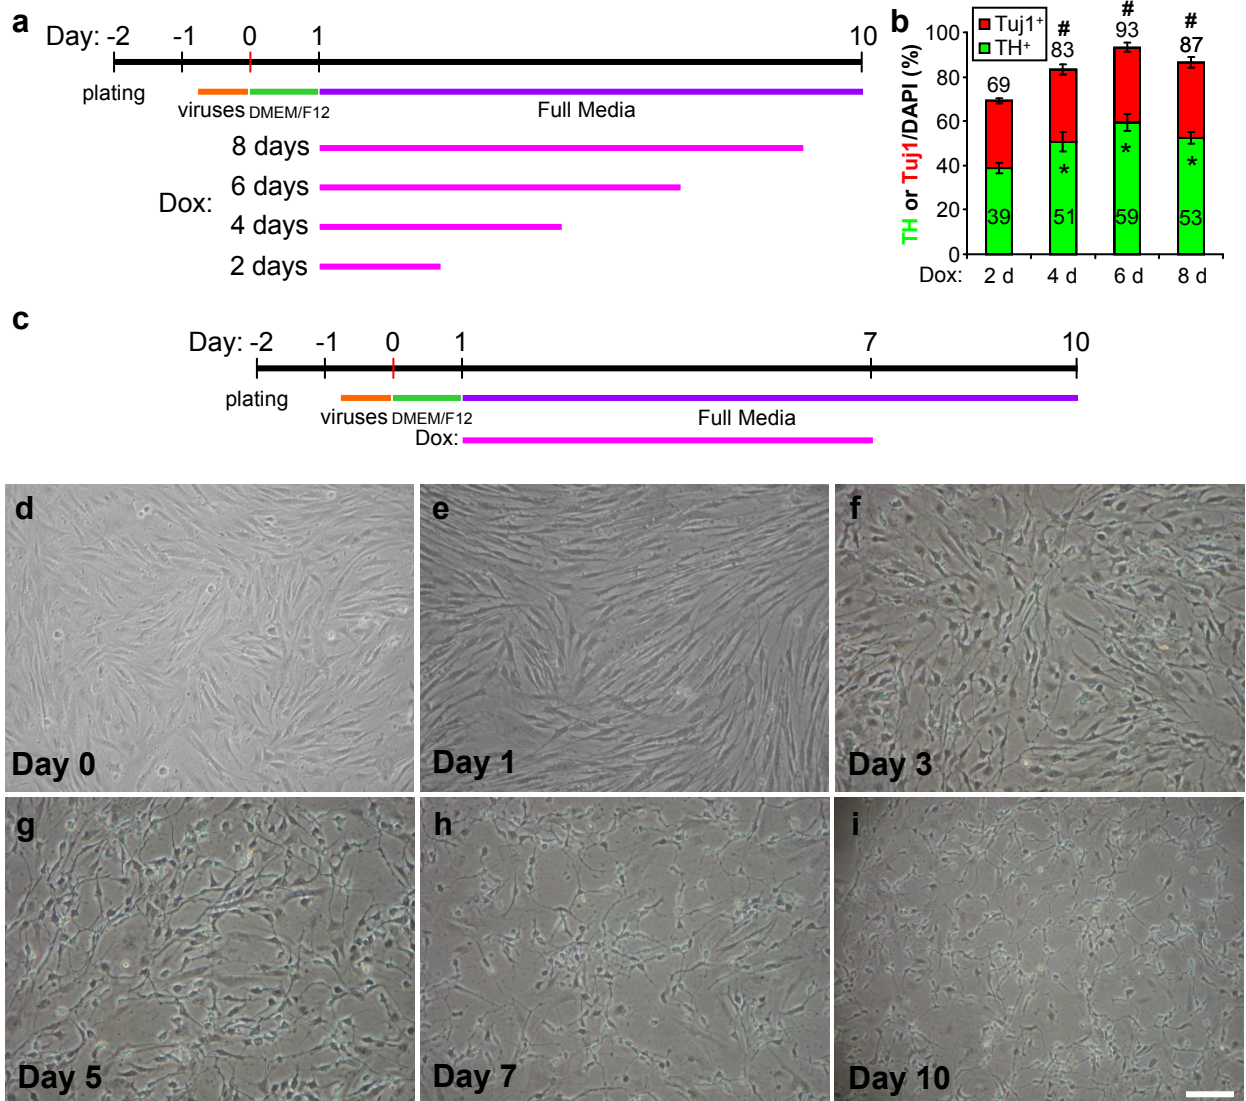 a
Day: -2 -1 0 1 10
plating
viruses DMEM/F12 Full Media
Dox:
8 days
6 days
4 days
2 days
b
TH or Tuj1/DAPI (%)
Tuj1+
TH+
100
80
60
40
20
0
69
# 83
# 93
# 87
* * *
39 51 59 53
Dox: 2 d 4 d 6 d 8 d
c
Day: -2 -1 0 1 7 10
plating
viruses DMEM/F12 Full Media
Dox:
d
Day 0
e
Day 1
f
Day 3
g
Day 5
h
Day 7
i
Day 10